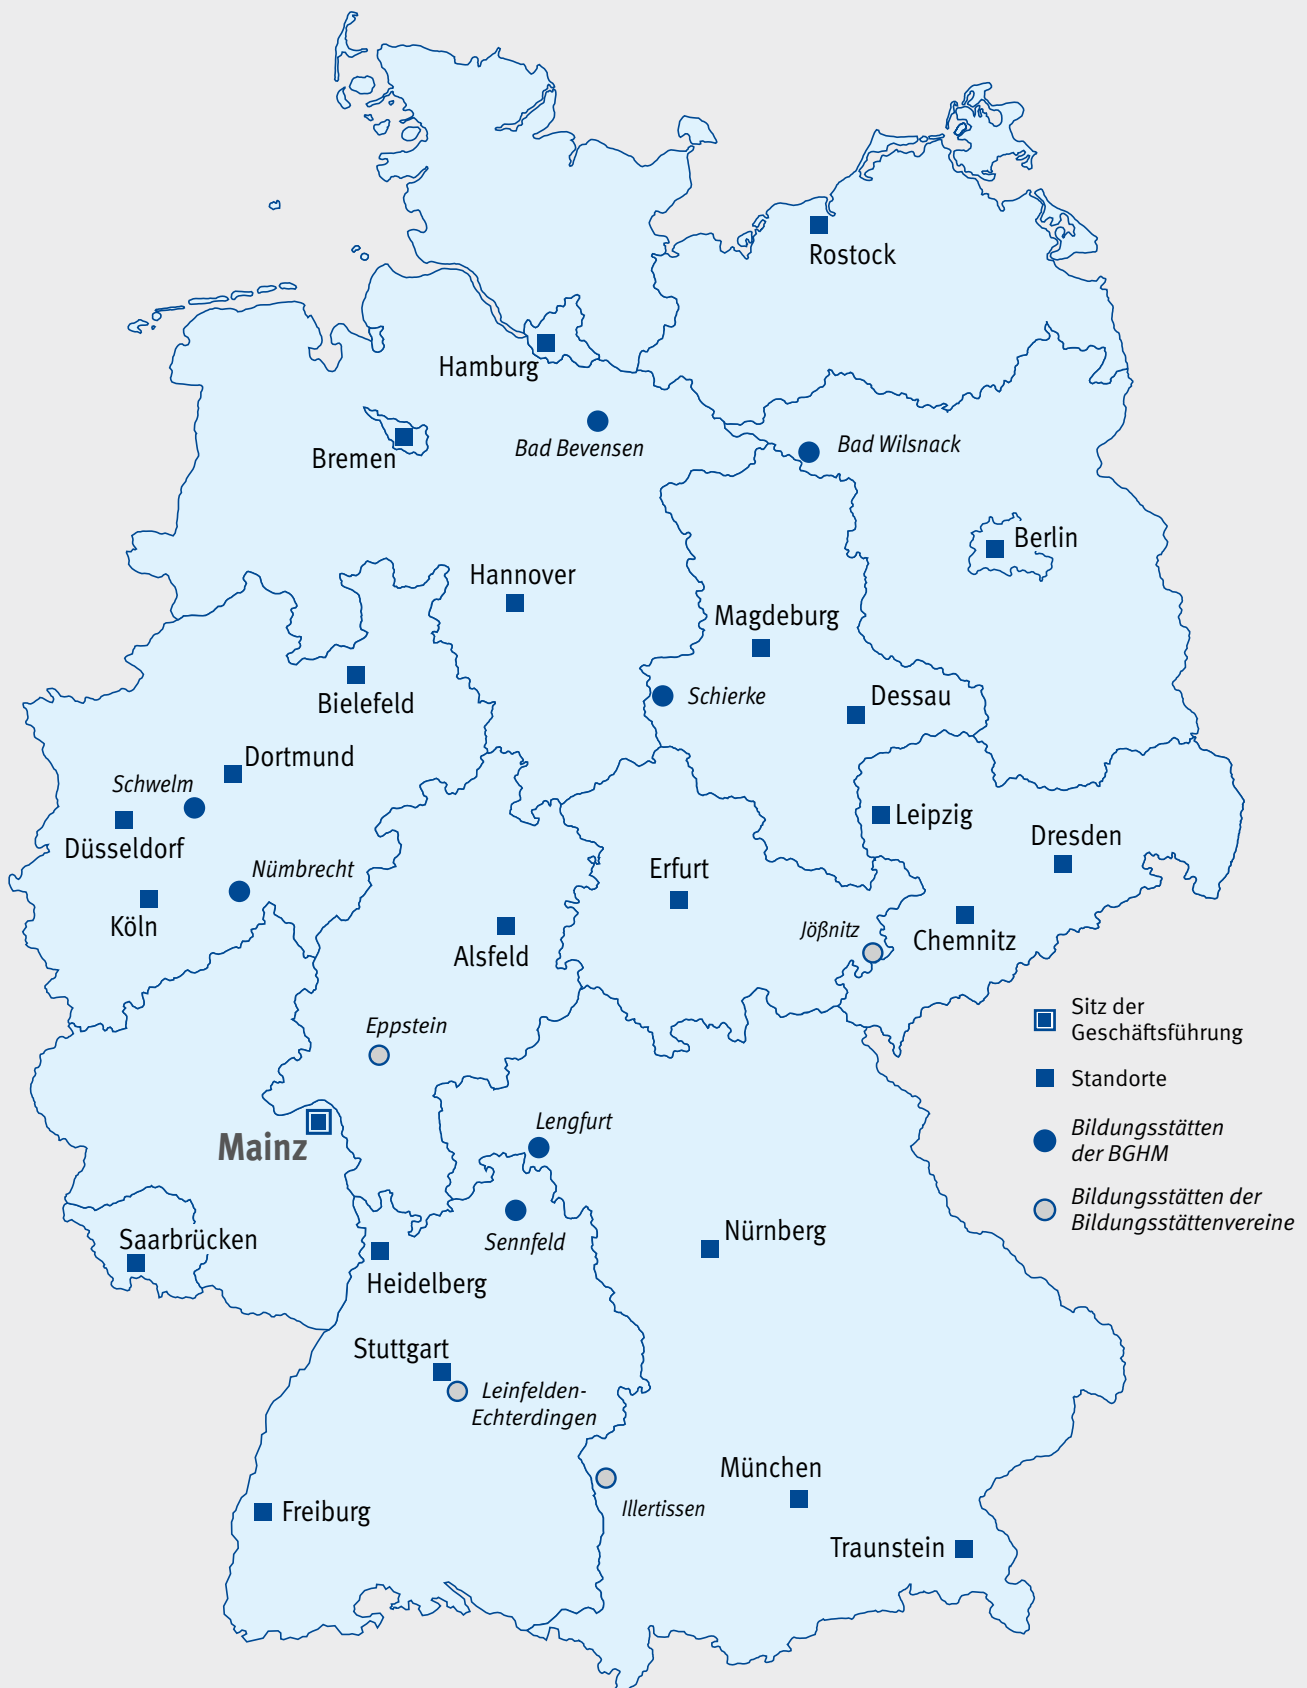 Rostock
Hamburg
Bad Bevensen
Bad Wilsnack
Bremen
Berlin
Hannover
Magdeburg
Schierke
Dessau
Bielefeld
Dortmund
Schwelm
Düsseldorf
Leipzig
Dresden
Nümbrecht
Erfurt
Köln
Alsfeld
Jößnitz
Chemnitz
Eppstein
Sitz der
Geschäftsführung
Standorte
Lengfurt
Mainz
Bildungsstätten
der BGHM
Bildungsstätten der
Bildungsstättenvereine
Saarbrücken
Sennfeld
Nürnberg
Heidelberg
Stuttgart
Leinfelden-
Echterdingen
München
Illertissen
Freiburg
Traunstein